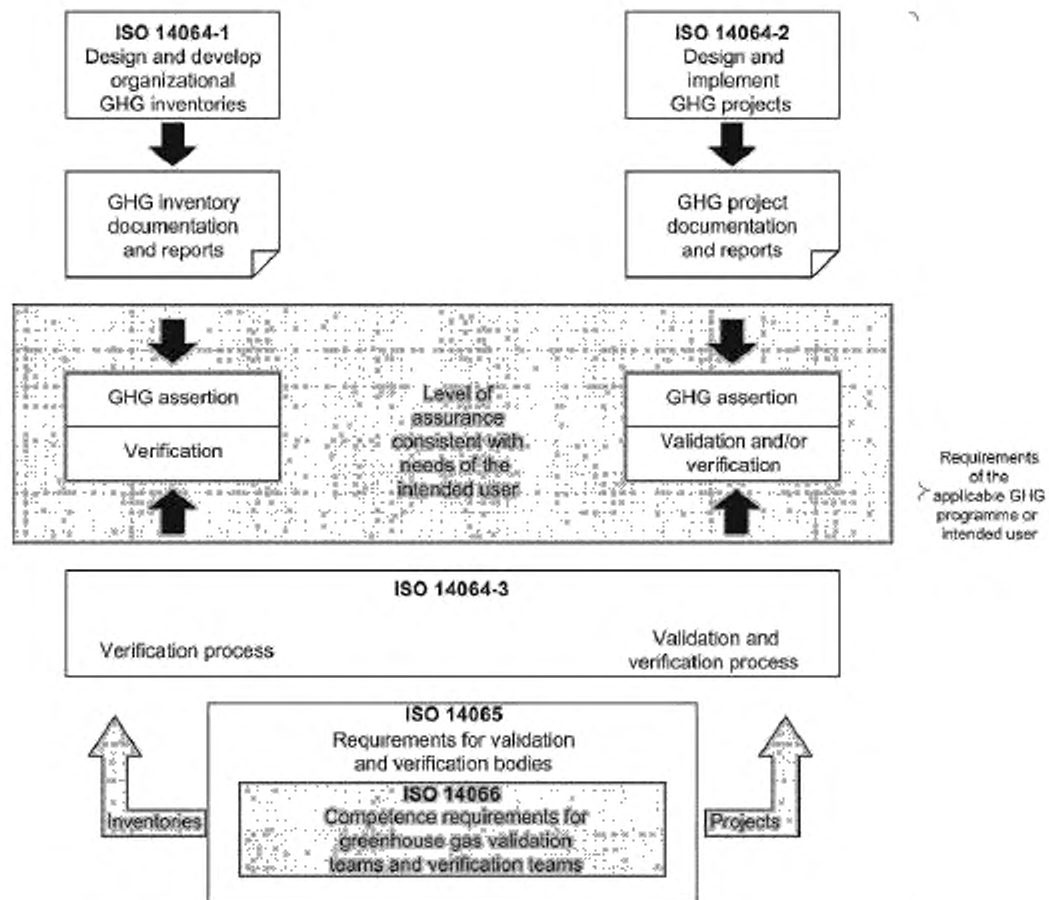 ISO 14064-1
Design and develop
organizational
GHG inventories
ISO 14064-2
Design and
implement
GHG projects
GHG inventory
documentation
and reports
GHG project
documentation
and reports
GHG assertion
Verification
Level of
assurance
consistent with
needs of the
intended user
GHG assertion
Validation and/or
verification
Requirements
of the
applicable GHG
programme or
intended user
ISO 14064-3
Verification process
Validation and
verification process
ISO 14065
Requirements for validation
and verification bodies
ISO 14066
Competence requirements for
greenhouse gas validation
teams and verification teams
Inventories
Projects